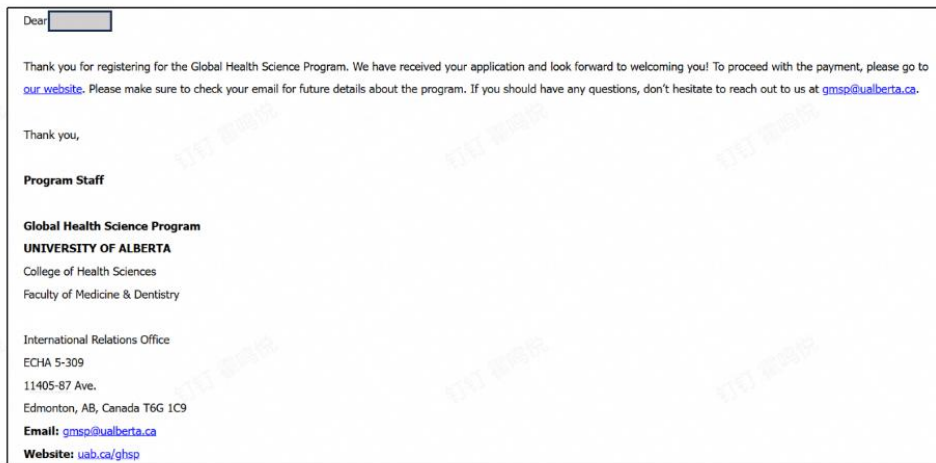 Dear
Thank you for registering for the Global Health Science Program. We have received your application and look forward to welcoming you! To proceed with the payment, please go to
our website. Please make sure to check your email for future details about the program. If you should have any questions, don't hesitate to reach out to us at gmsp@ualberta.ca.
Thank you,
Program Staff
Global Health Science Program
UNIVERSITY OF ALBERTA
College of Health Sciences
Faculty of Medicine & Dentistry
International Relations Office
ECHA 5-309
11405-87 Ave.
Edmonton, AB, Canada T6G 1C9
Email: gmsp@ualberta.ca
Website: uab.ca/ghsp